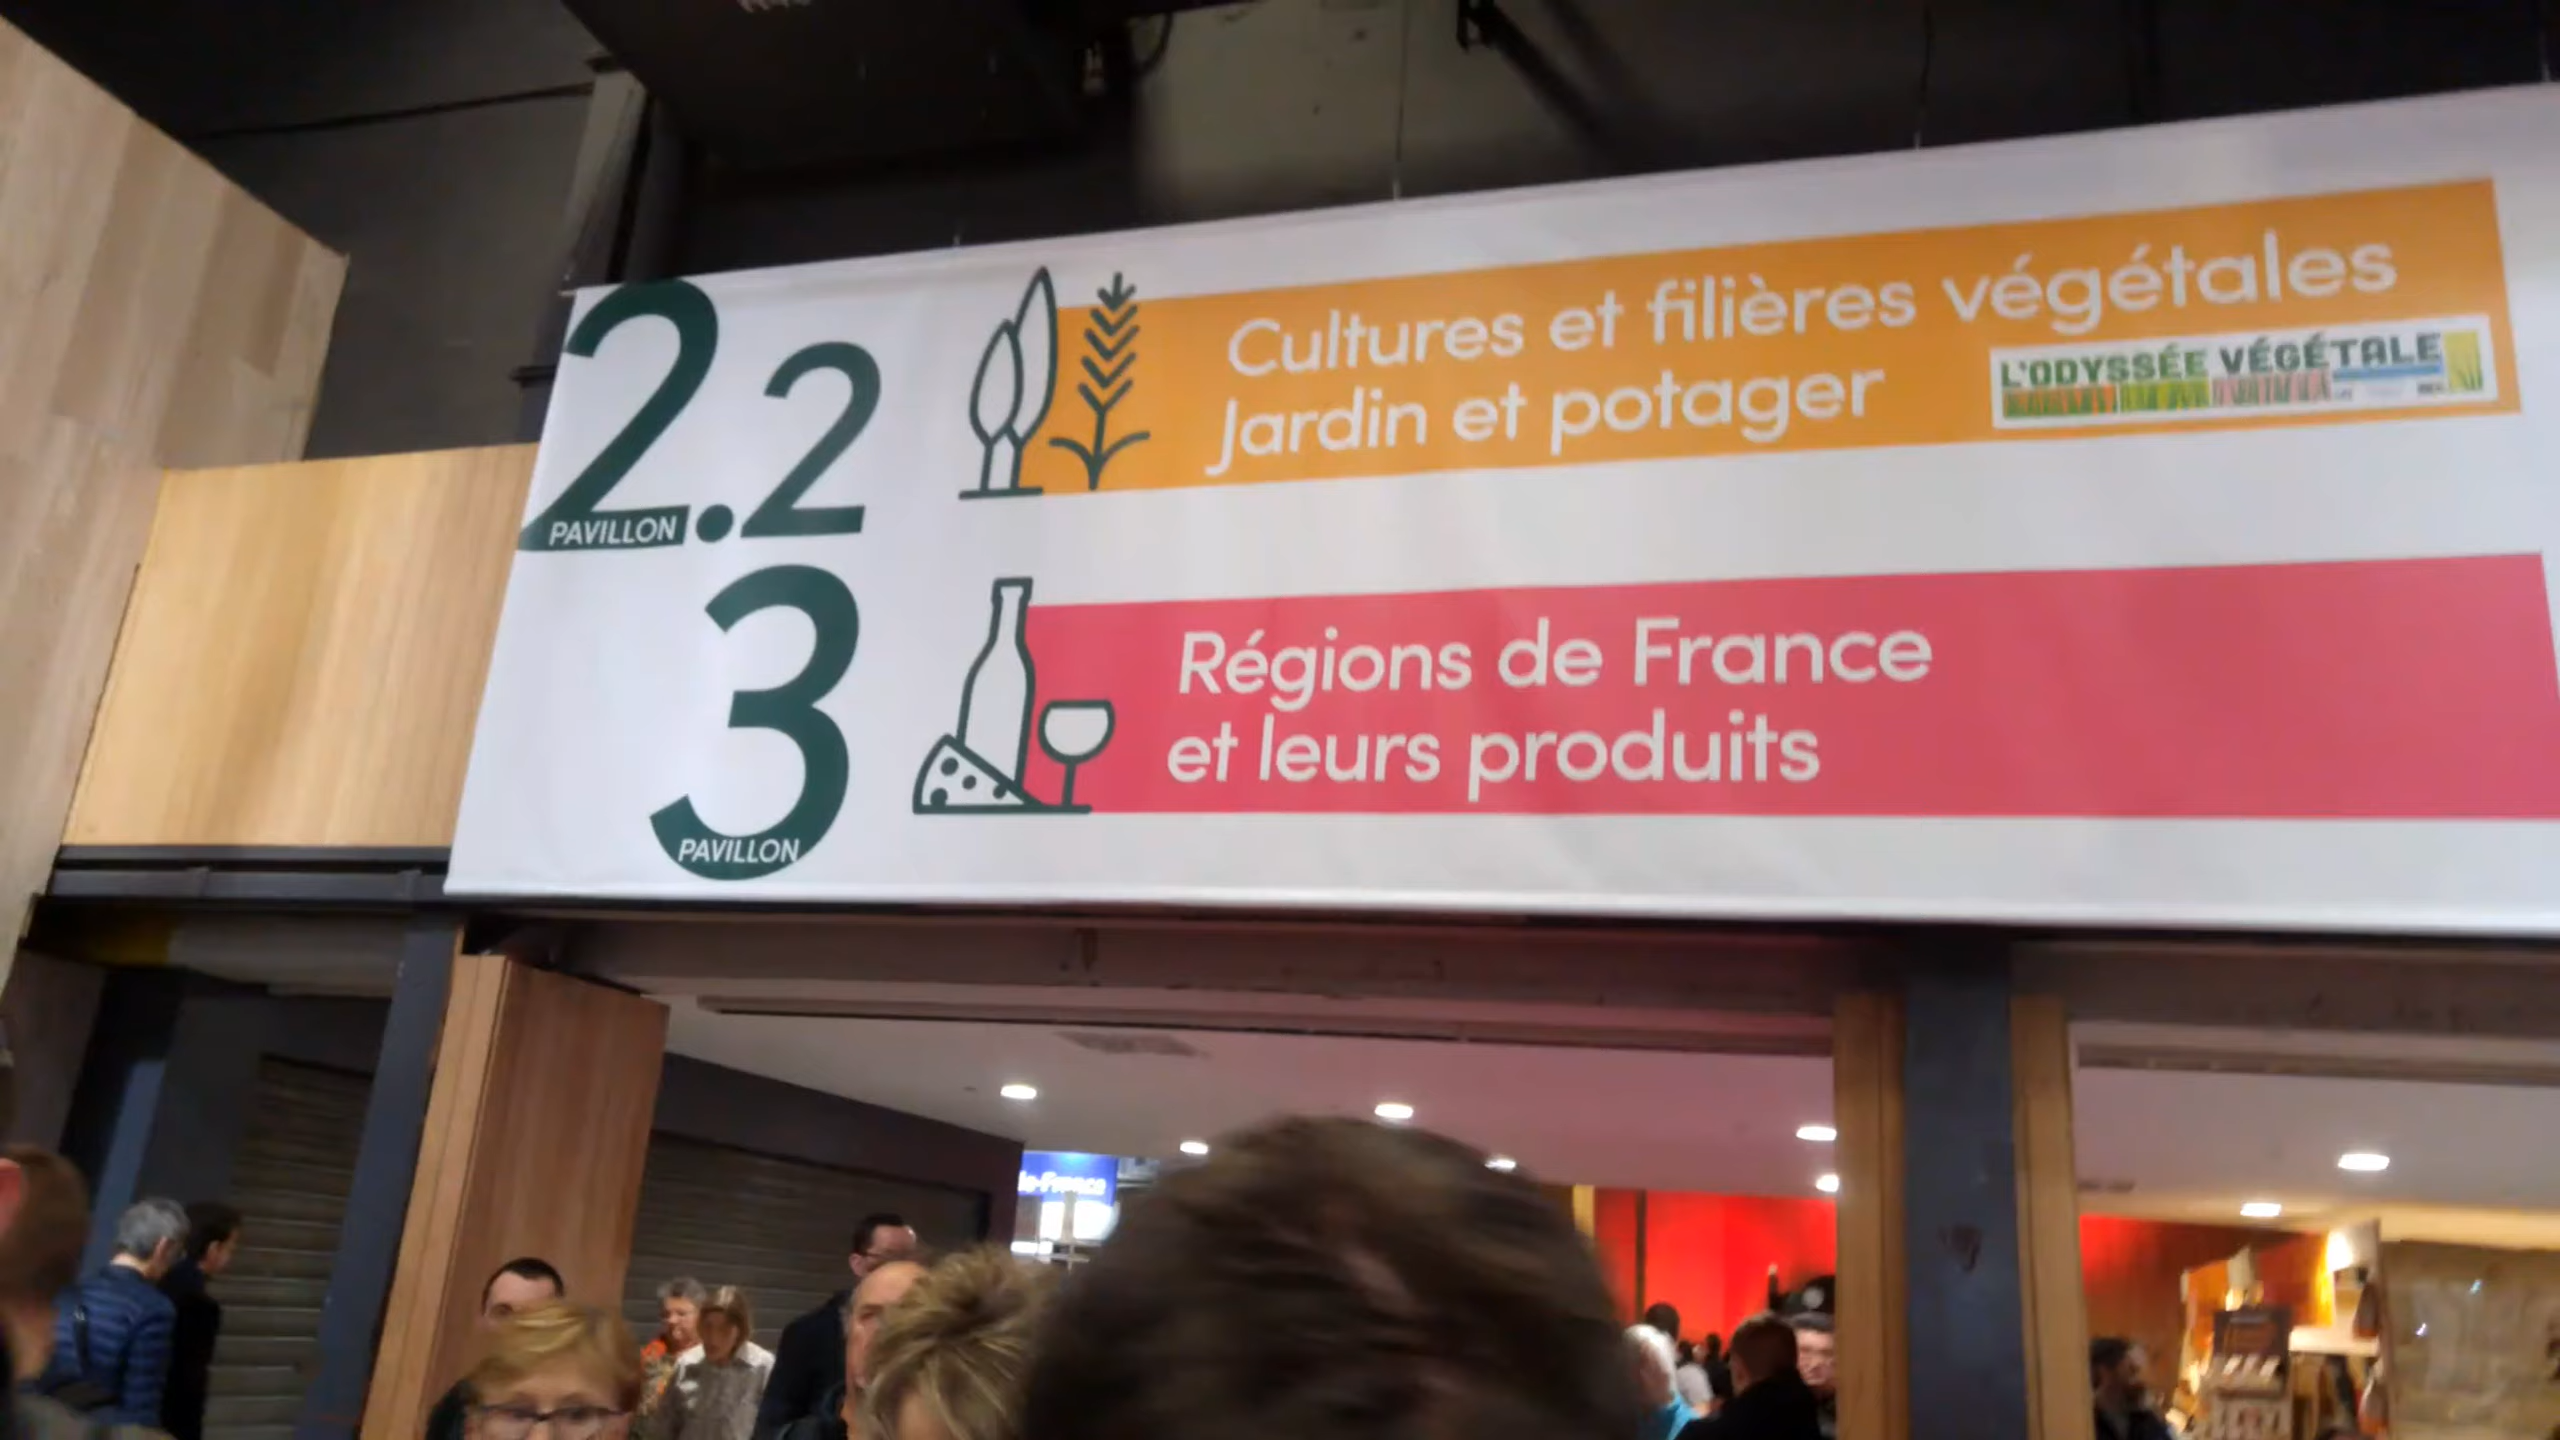 2.2
PAVILLON
Cultures et filières végétales
Jardin et potager
L'ODYSSÉE VÉGÉTALE
3
PAVILLON
Régions de France
et leurs produits